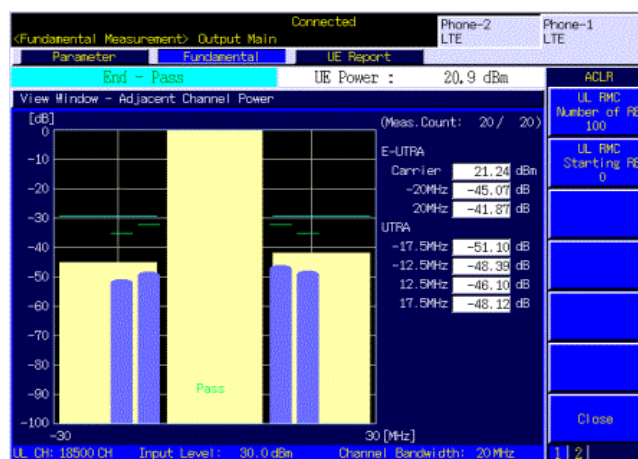 Connected
Phone-2
LTE
Phone-1
LTE
<Fundamental Measurement> Output Main
Parameter
Fundamental
UE Report
End - Pass
UE Power : 20.9 dBm
ACLR
View Window - Adjacent Channel Power
UL RMC
Number of RB
100
UL RMC
Starting RB
0
[dB]
(Meas.Count: 20/ 20)
0
-10
-20
-30
-40
-50
-60
-70
-80
-90
-100
E-UTRA
Carrier 21.24 dBm
-20MHz -45.07 dB
20MHz -41.87 dB
UTRA
-17.5MHz -51.10 dB
-12.5MHz -48.39 dB
12.5MHz -46.10 dB
17.5MHz -48.12 dB
Pass
-30
30 [MHz]
Close
UL CH: 18500 CH Input Level: 30.0 dBm Channel Bandwidth: 20 MHz
1 2